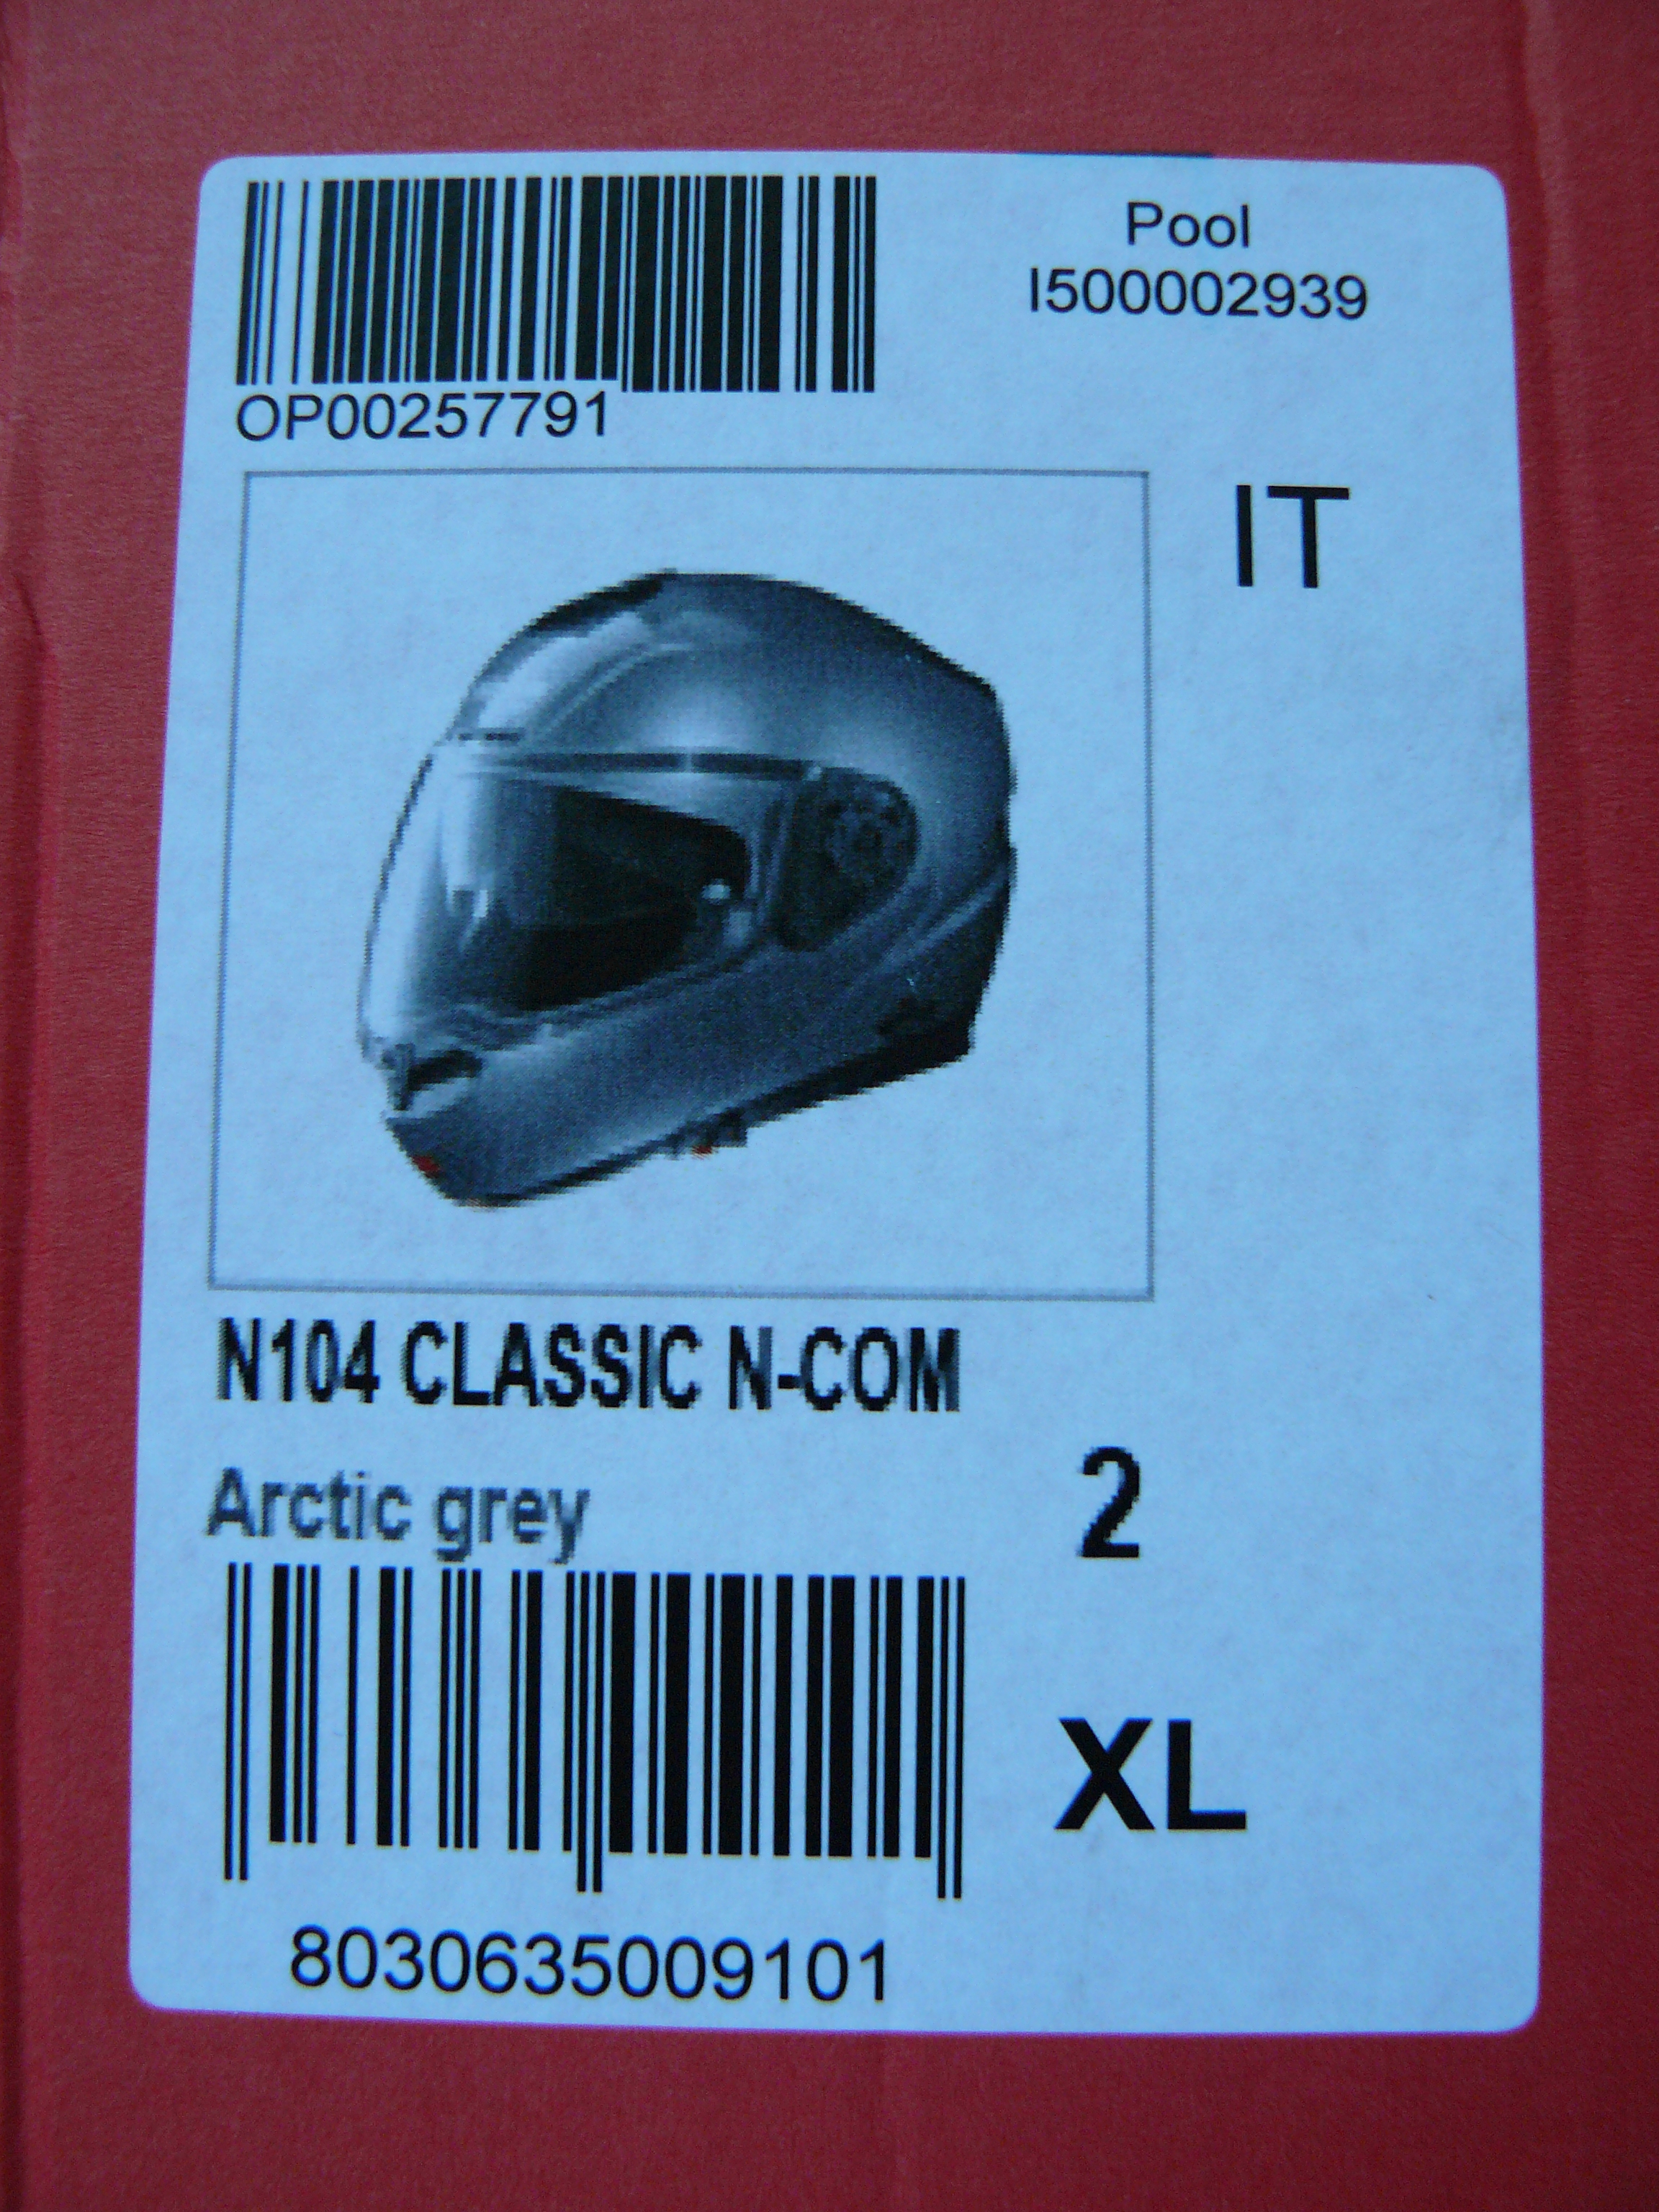 Pool
I500002939
OP00257791
IT
N104 CLASSIC N-COM
Arctic grey
2
XL
8030635009101